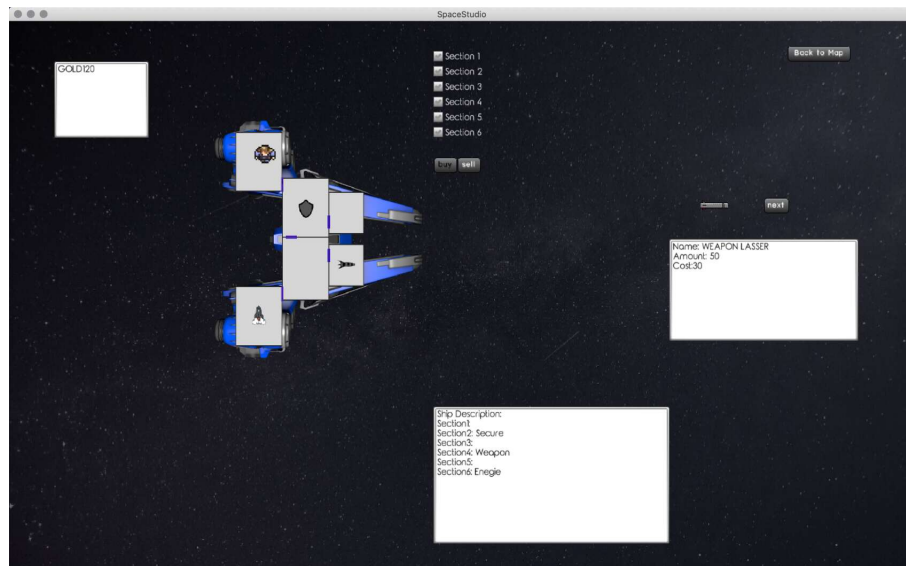 SpaceStudio
GOLD120
Section 1
Section 2
Section 3
Section 4
Section 5
Section 6
Back to Map
buy sell
next
Name: WEAPON LASSER
Amount: 50
Cost:30
Ship Description:
Section1:
Section2: Secure
Section3:
Section4: Weapon
Section5:
Section6: Enegie